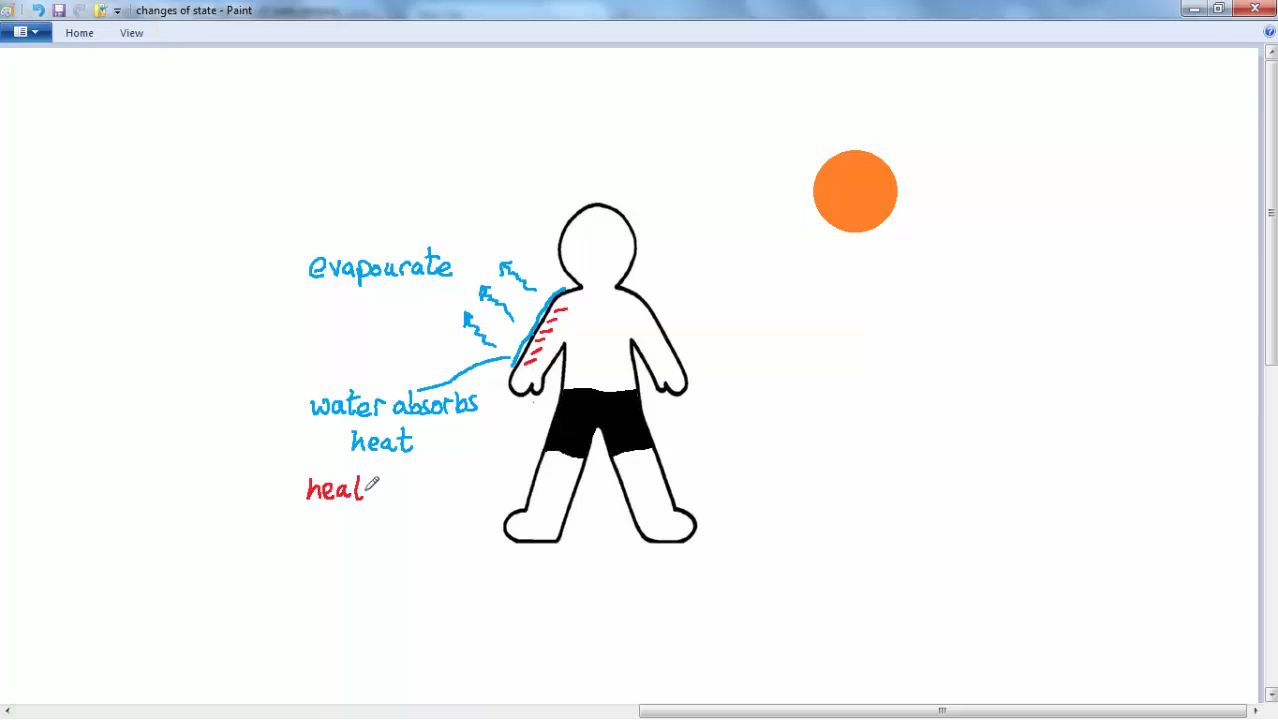 changes of state - Paint
Home View
evapourate
water absorbs
heat
heal